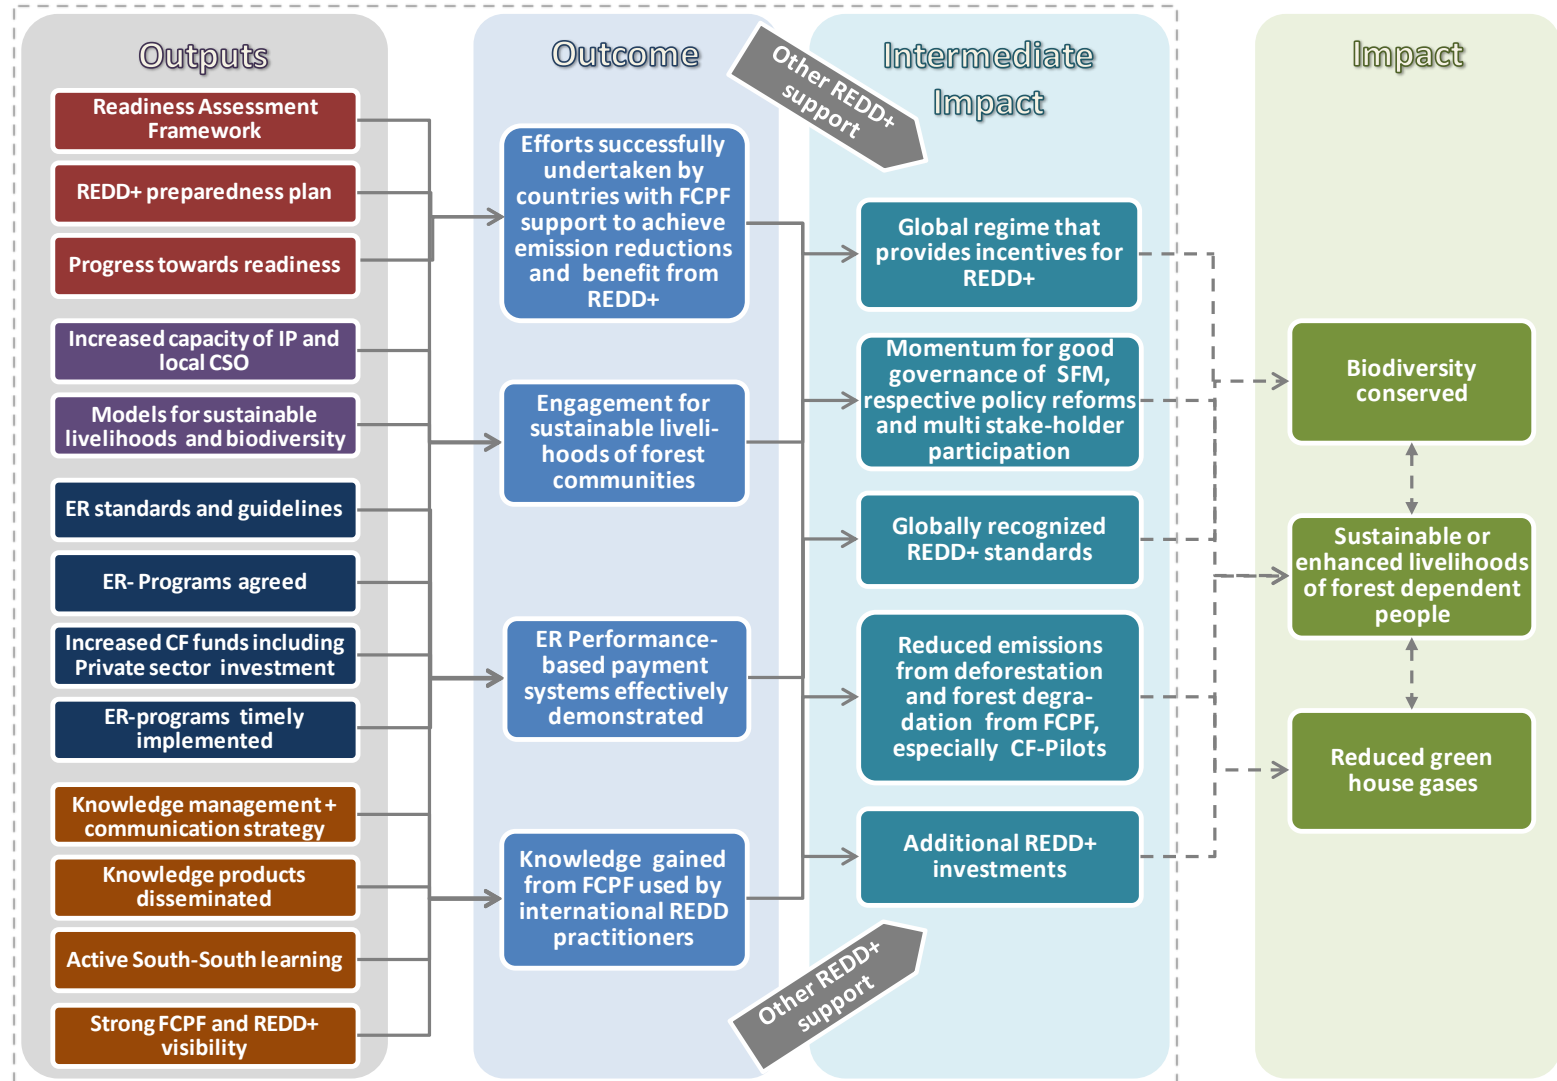 Outputs
Readiness Assessment
Framework
REDD+ preparedness plan
Progress towards readiness
Increased capacity of IP and
local CSO
Models for sustainable
livelihoods and biodiversity
ER standards and guidelines
ER- Programs agreed
Increased CF funds including
Private sector investment
ER-programs timely
implemented
Knowledge management +
communication strategy
Knowledge products
disseminated
Active South-South learning
Strong FCPF and REDD+
visibility
Outcome
Efforts successfully
undertaken by
countries with FCPF
support to achieve
emission reductions
and benefit from
REDD+
Engagement for
sustainable liveli-
hoods of forest
communities
ER Performance-
based payment
systems effectively
demonstrated
Knowledge gained
from FCPF used by
international REDD
practitioners
Other REDD+
support
Other REDD+
support
Intermediate
Impact
Global regime that
provides incentives for
REDD+
Momentum for good
governance of SFM,
respective policy reforms
and multi stake-holder
participation
Globally recognized
REDD+ standards
Reduced emissions
from deforestation
and forest degra-
dation from FCPF,
especially CF-Pilots
Additional REDD+
investments
Impact
Biodiversity
conserved
Sustainable or
enhanced livelihoods
of forest dependent
people
Reduced green
house gases